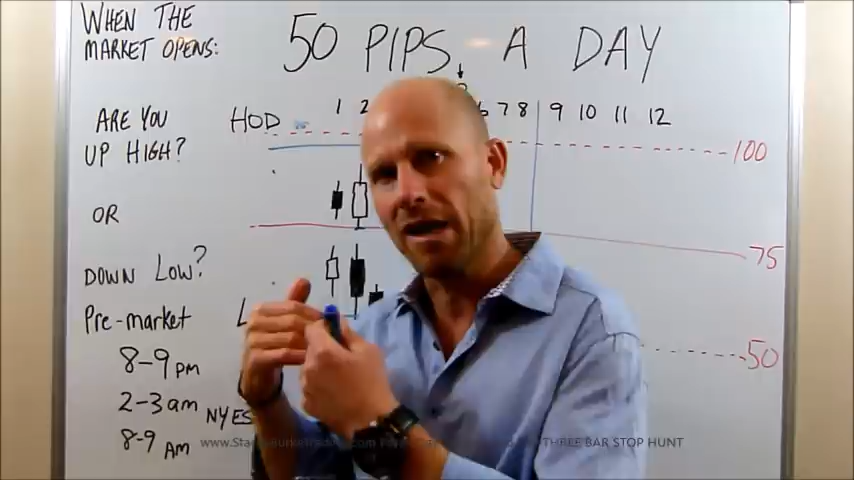 WHEN THE
MARKET OPENS:
50 PIPS A DAY
ARE YOU
UP HIGH?
OR
DOWN LOW?
Pre-market
8-9 pm
2-3 am
8-9 Am
HOD
1 2
6 7 8 9 10 11 12
100
75
50
NYES
THREE BAR STOP HUNT